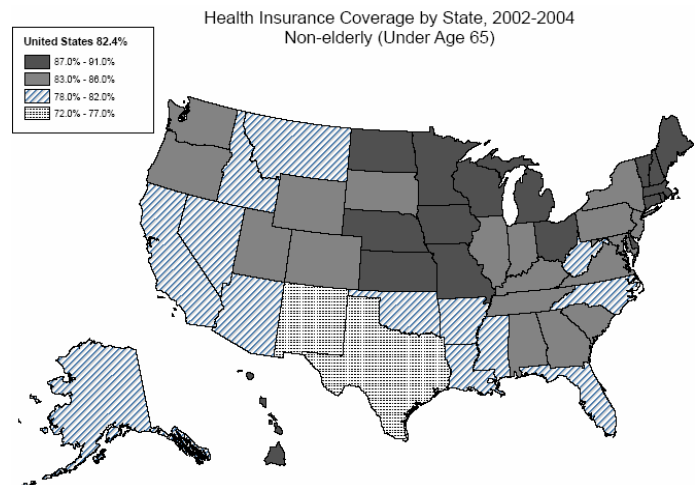 Health Insurance Coverage by State, 2002-2004
Non-elderly (Under Age 65)
United States 82.4%
87.0% - 91.0%
83.0% - 86.0%
78.0% - 82.0%
72.0% - 77.0%